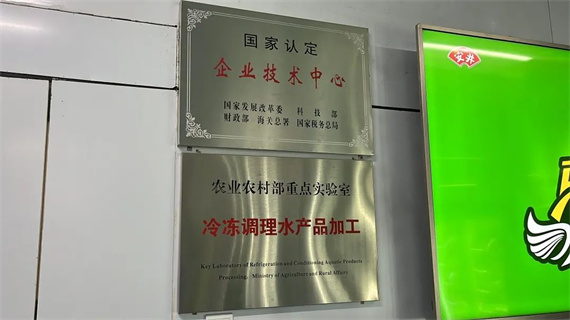 国家认定
企业技术中心
国家发展改革委 科技部
财政部 海关总署 国家税务总局
农业农村部重点实验室
冷冻调理水产品加工
Key Laboratory of Refrigeration and Conditioning Aquatic Products
Processing, Ministry of Agriculture and Rural Affairs
安井